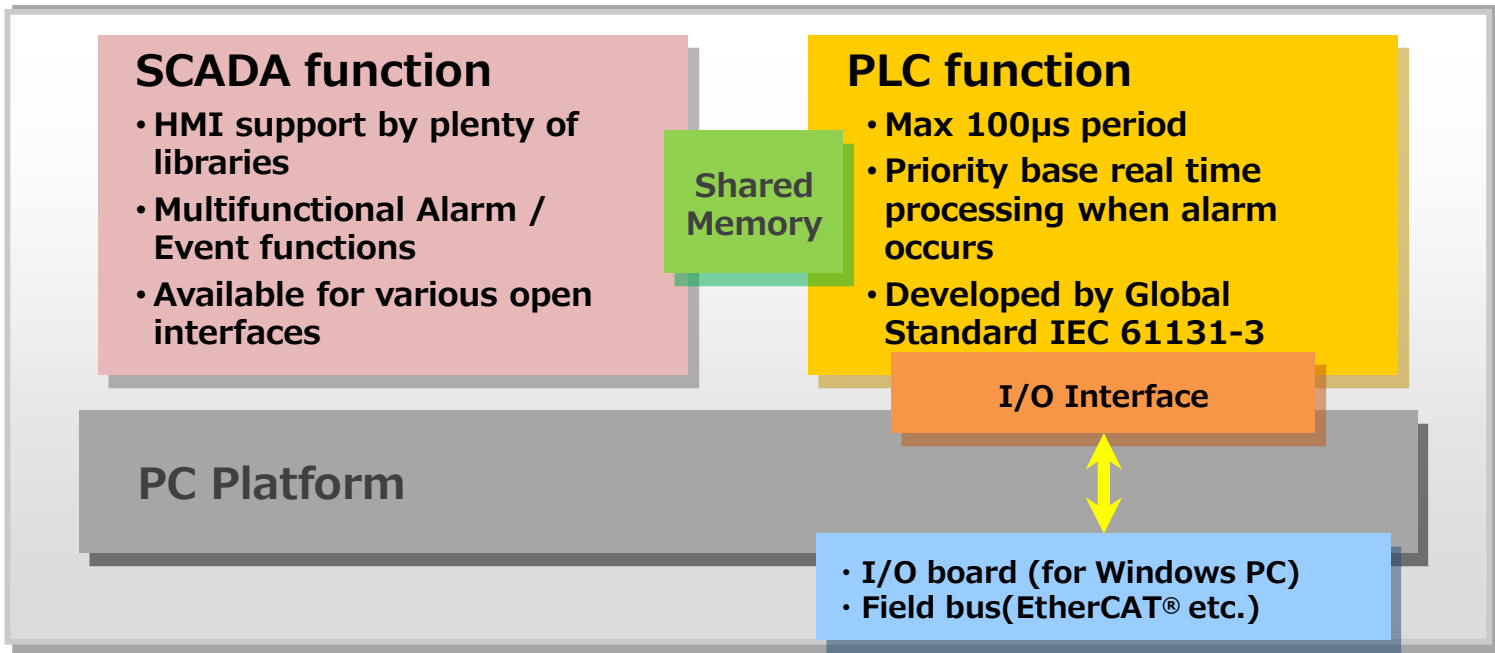 SCADA function
・HMI support by plenty of
libraries
・Multifunctional Alarm /
Event functions
・Available for various open
interfaces
Shared
Memory
PLC function
・Max 100μs period
・Priority base real time
processing when alarm
occurs
・Developed by Global
Standard IEC 61131-3
I/O Interface
PC Platform
・I/O board (for Windows PC)
・Field bus(EtherCAT® etc.)